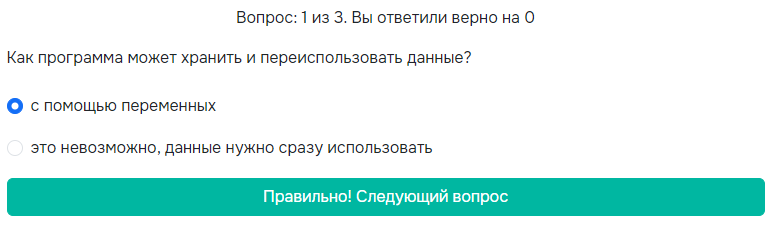 Вопрос: 1 из 3. Вы ответили верно на 0
Как программа может хранить и переиспользовать данные?
с помощью переменных
это невозможно, данные нужно сразу использовать
Правильно! Следующий вопрос